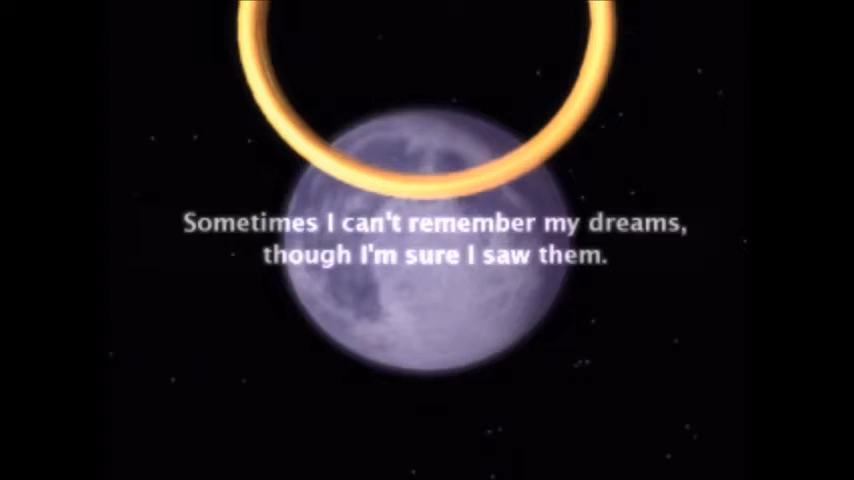 Sometimes I can't remember my dreams,
though I'm sure I saw them.